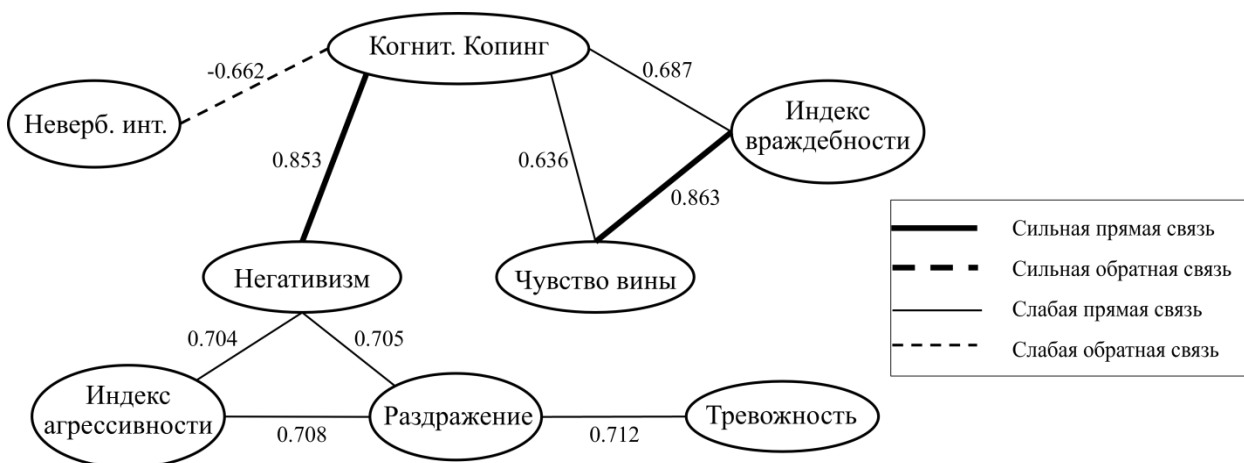 Когнит. Копинг
-0.662
0.687
Неверб. инт.
Индекс
враждебности
0.853
0.636
0.863
Сильная прямая связь
Сильная обратная связь
Слабая прямая связь
Слабая обратная связь
Негативизм
Чувство вины
0.704
0.705
Индекс
агрессивности
Раздражение
Тревожность
0.708
0.712